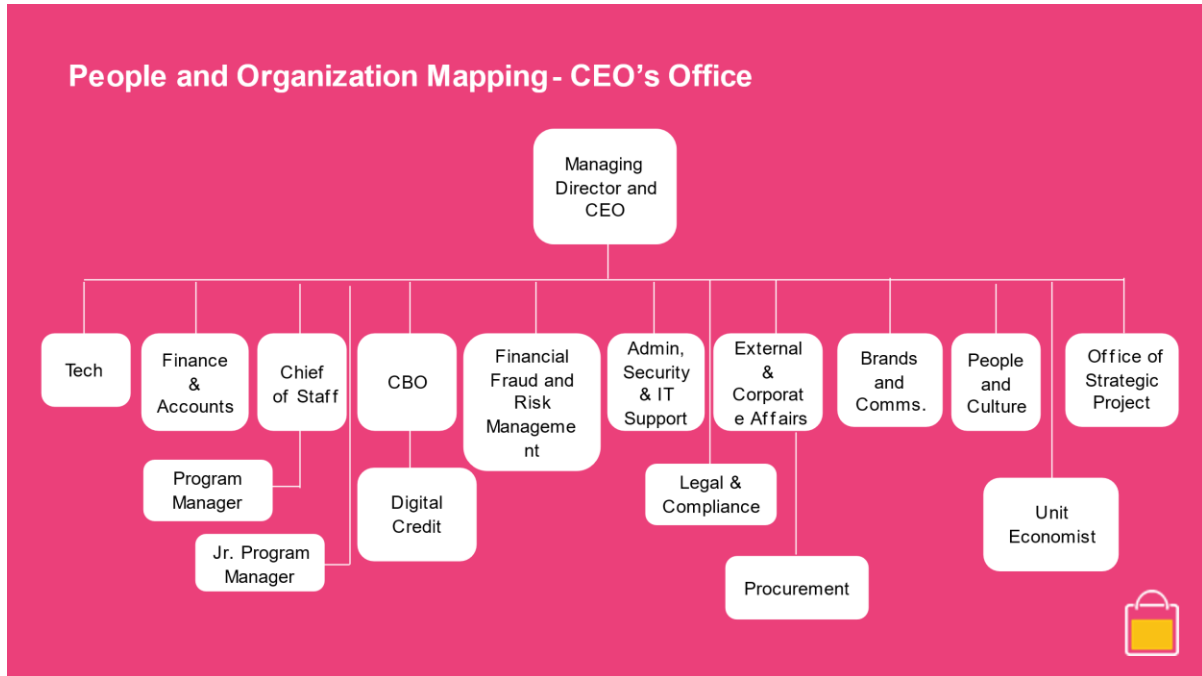 People and Organization Mapping - CEO's Office
Managing
Director and
CEO
Tech
Finance
&
Accounts
Chief
of Staff
CBO
Financial
Fraud and
Risk
Manageme
nt
Admin,
Security
& IT
Support
External
&
Corporat
e Affairs
Brands
and
Comms.
People
and
Culture
Office of
Strategic
Project
Program
Manager
Digital
Credit
Legal &
Compliance
Unit
Economist
Jr. Program
Manager
Procurement